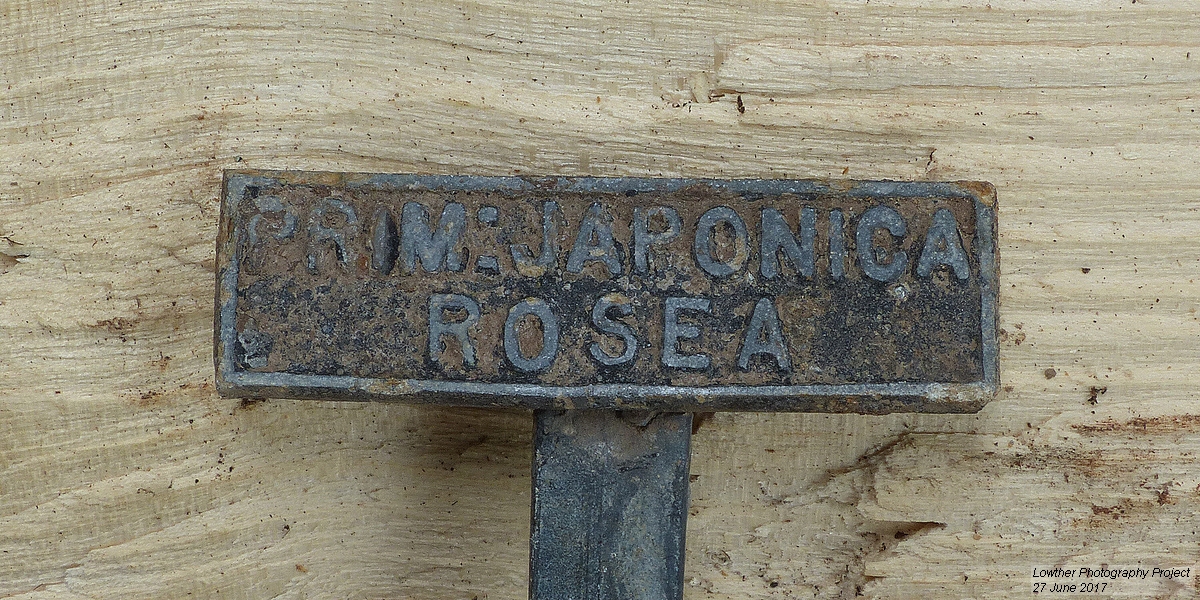 PRIM: JAPONICA
ROSEA
Lowther Photography Project
27 June 2017